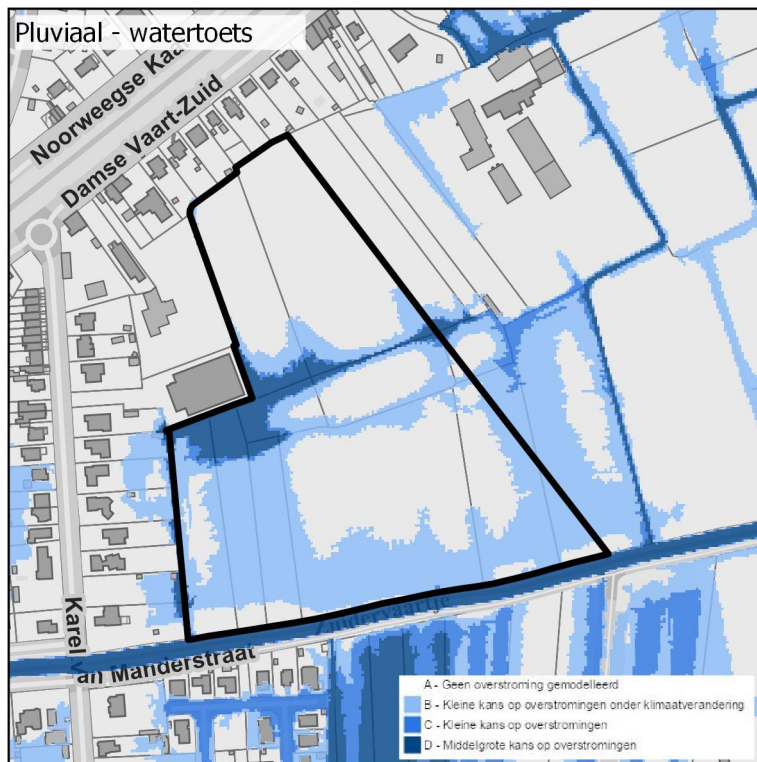 Pluviaal - watertoets
Noorweegse Kaa
Damse Vaart-Zuid
Karel van Manderstraat
Zuidervaartje
A - Geen overstroming gemodelleerd
B - Kleine kans op overstromingen onder klimaatverandering
C - Kleine kans op overstromingen
D - Middelgrote kans op overstromingen